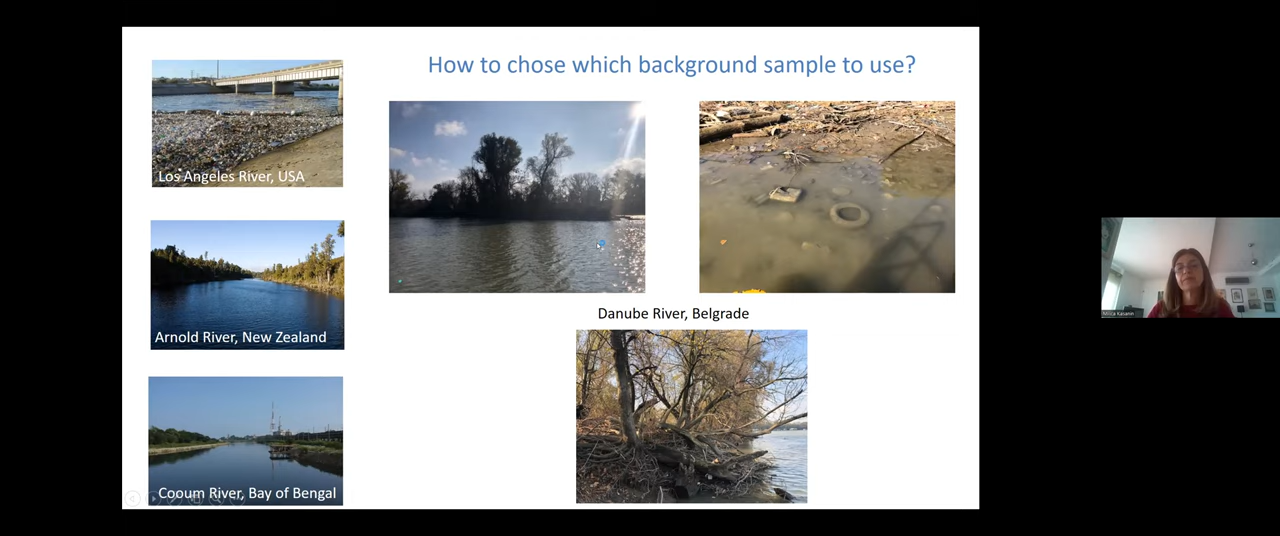 How to chose which background sample to use?
Los Angeles River, USA
Arnold River, New Zealand
Cooum River, Bay of Bengal
Danube River, Belgrade